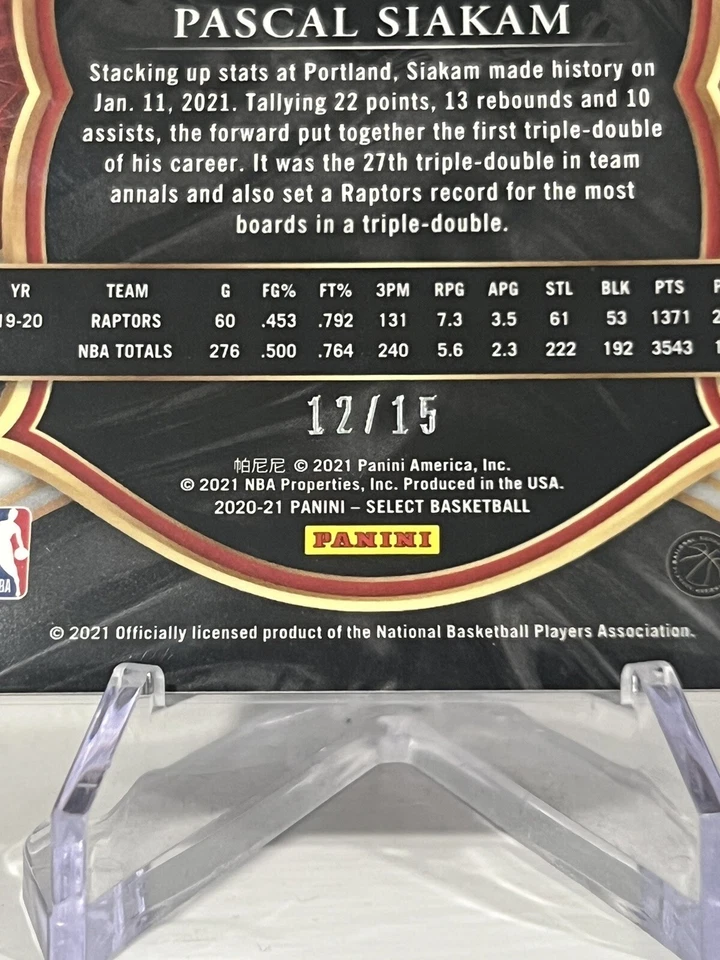 PASCAL SIAKAM
Stacking up stats at Portland, Siakam made history on
Jan. 11, 2021. Tallying 22 points, 13 rebounds and 10
assists, the forward put together the first triple-double
of his career. It was the 27th triple-double in team
annals and also set a Raptors record for the most
boards in a triple-double.
YR TEAM G FG% FT% 3PM RPG APG STL BLK PTS
19-20 RAPTORS 60 .453 .792 131 7.3 3.5 61 53 1371
NBA TOTALS 276 .500 .764 240 5.6 2.3 222 192 3543
12/15
帕尼尼 © 2021 Panini America, Inc.
© 2021 NBA Properties, Inc. Produced in the USA.
2020-21 PANINI – SELECT BASKETBALL
PANINI
© 2021 Officially licensed product of the National Basketball Players Association.